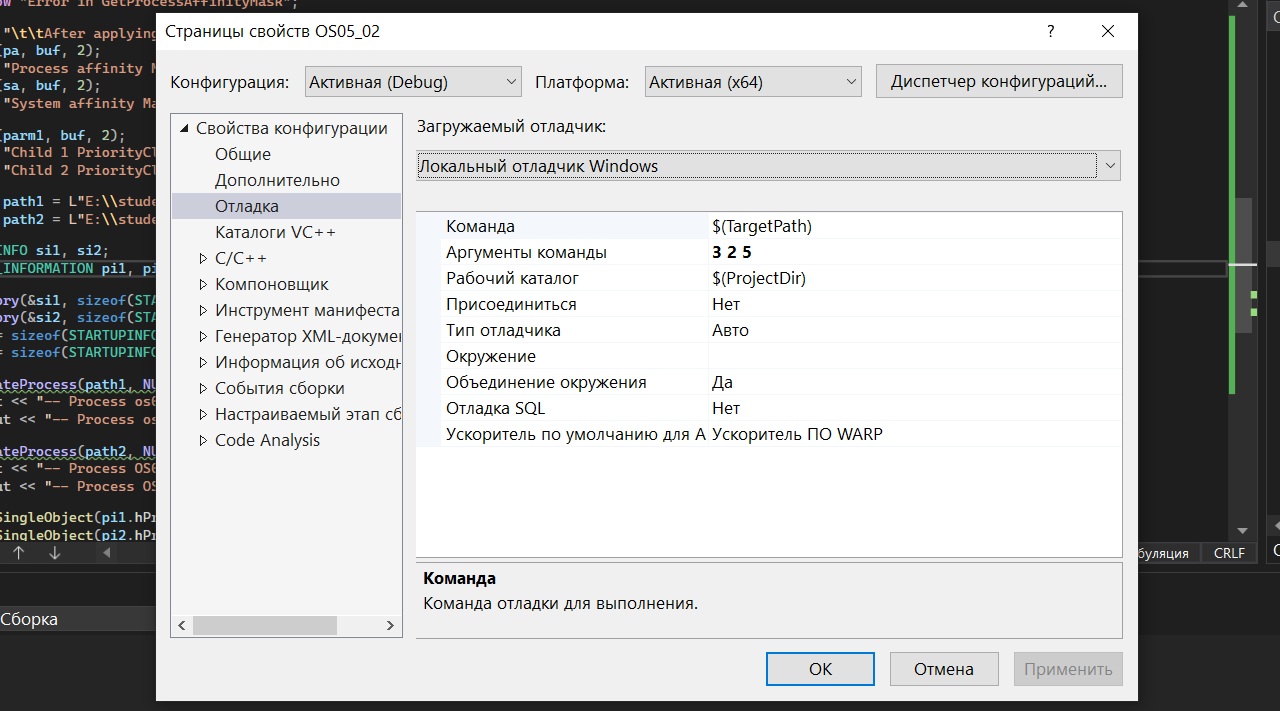 ow "Error in GetProcessAffinityMask";
"\t\tAfter applying
(pa, buf, 2);
"Process affinity M
(sa, buf, 2);
"System affinity Ma
(parm1, buf, 2);
"Child 1 PriorityCl
"Child 2 PriorityCl
path1 = L"E:\\stude
path2 = L"E:\\stude
INFO si1, si2;
_INFORMATION pi1, pi
ory(&si1, sizeof(STA
ory(&si2, sizeof(STA
= sizeof(STARTUPINFO
= sizeof(STARTUPINFO
ateProcess(path1, NU
t << "-- Process os0
ut << "-- Process os
ateProcess(path2, NU
t << "-- Process OS0
ut << "-- Process OS
SingleObject(pi1.hPr
SingleObject(pi2.hPr
Сборка
Страницы свойств OS05_02
?
Конфигурация: Активная (Debug) Платформа: Активная (x64) Диспетчер конфигураций...
Свойства конфигурации
Общие
Дополнительно
Отладка
Каталоги VC++
C/C++
Компоновщик
Инструмент манифеста
Генератор XML-докумен
Информация об исходн
События сборки
Настраиваемый этап сб
Code Analysis
Загружаемый отладчик:
Локальный отладчик Windows
Команда $(TargetPath)
Аргументы команды 3 2 5
Рабочий каталог $(ProjectDir)
Присоединиться Нет
Тип отладчика Авто
Окружение
Объединение окружения Да
Отладка SQL Нет
Ускоритель по умолчанию для A Ускоритель ПО WARP
Команда
Команда отладки для выполнения.
ОК Отмена Применить
буляция CRLF